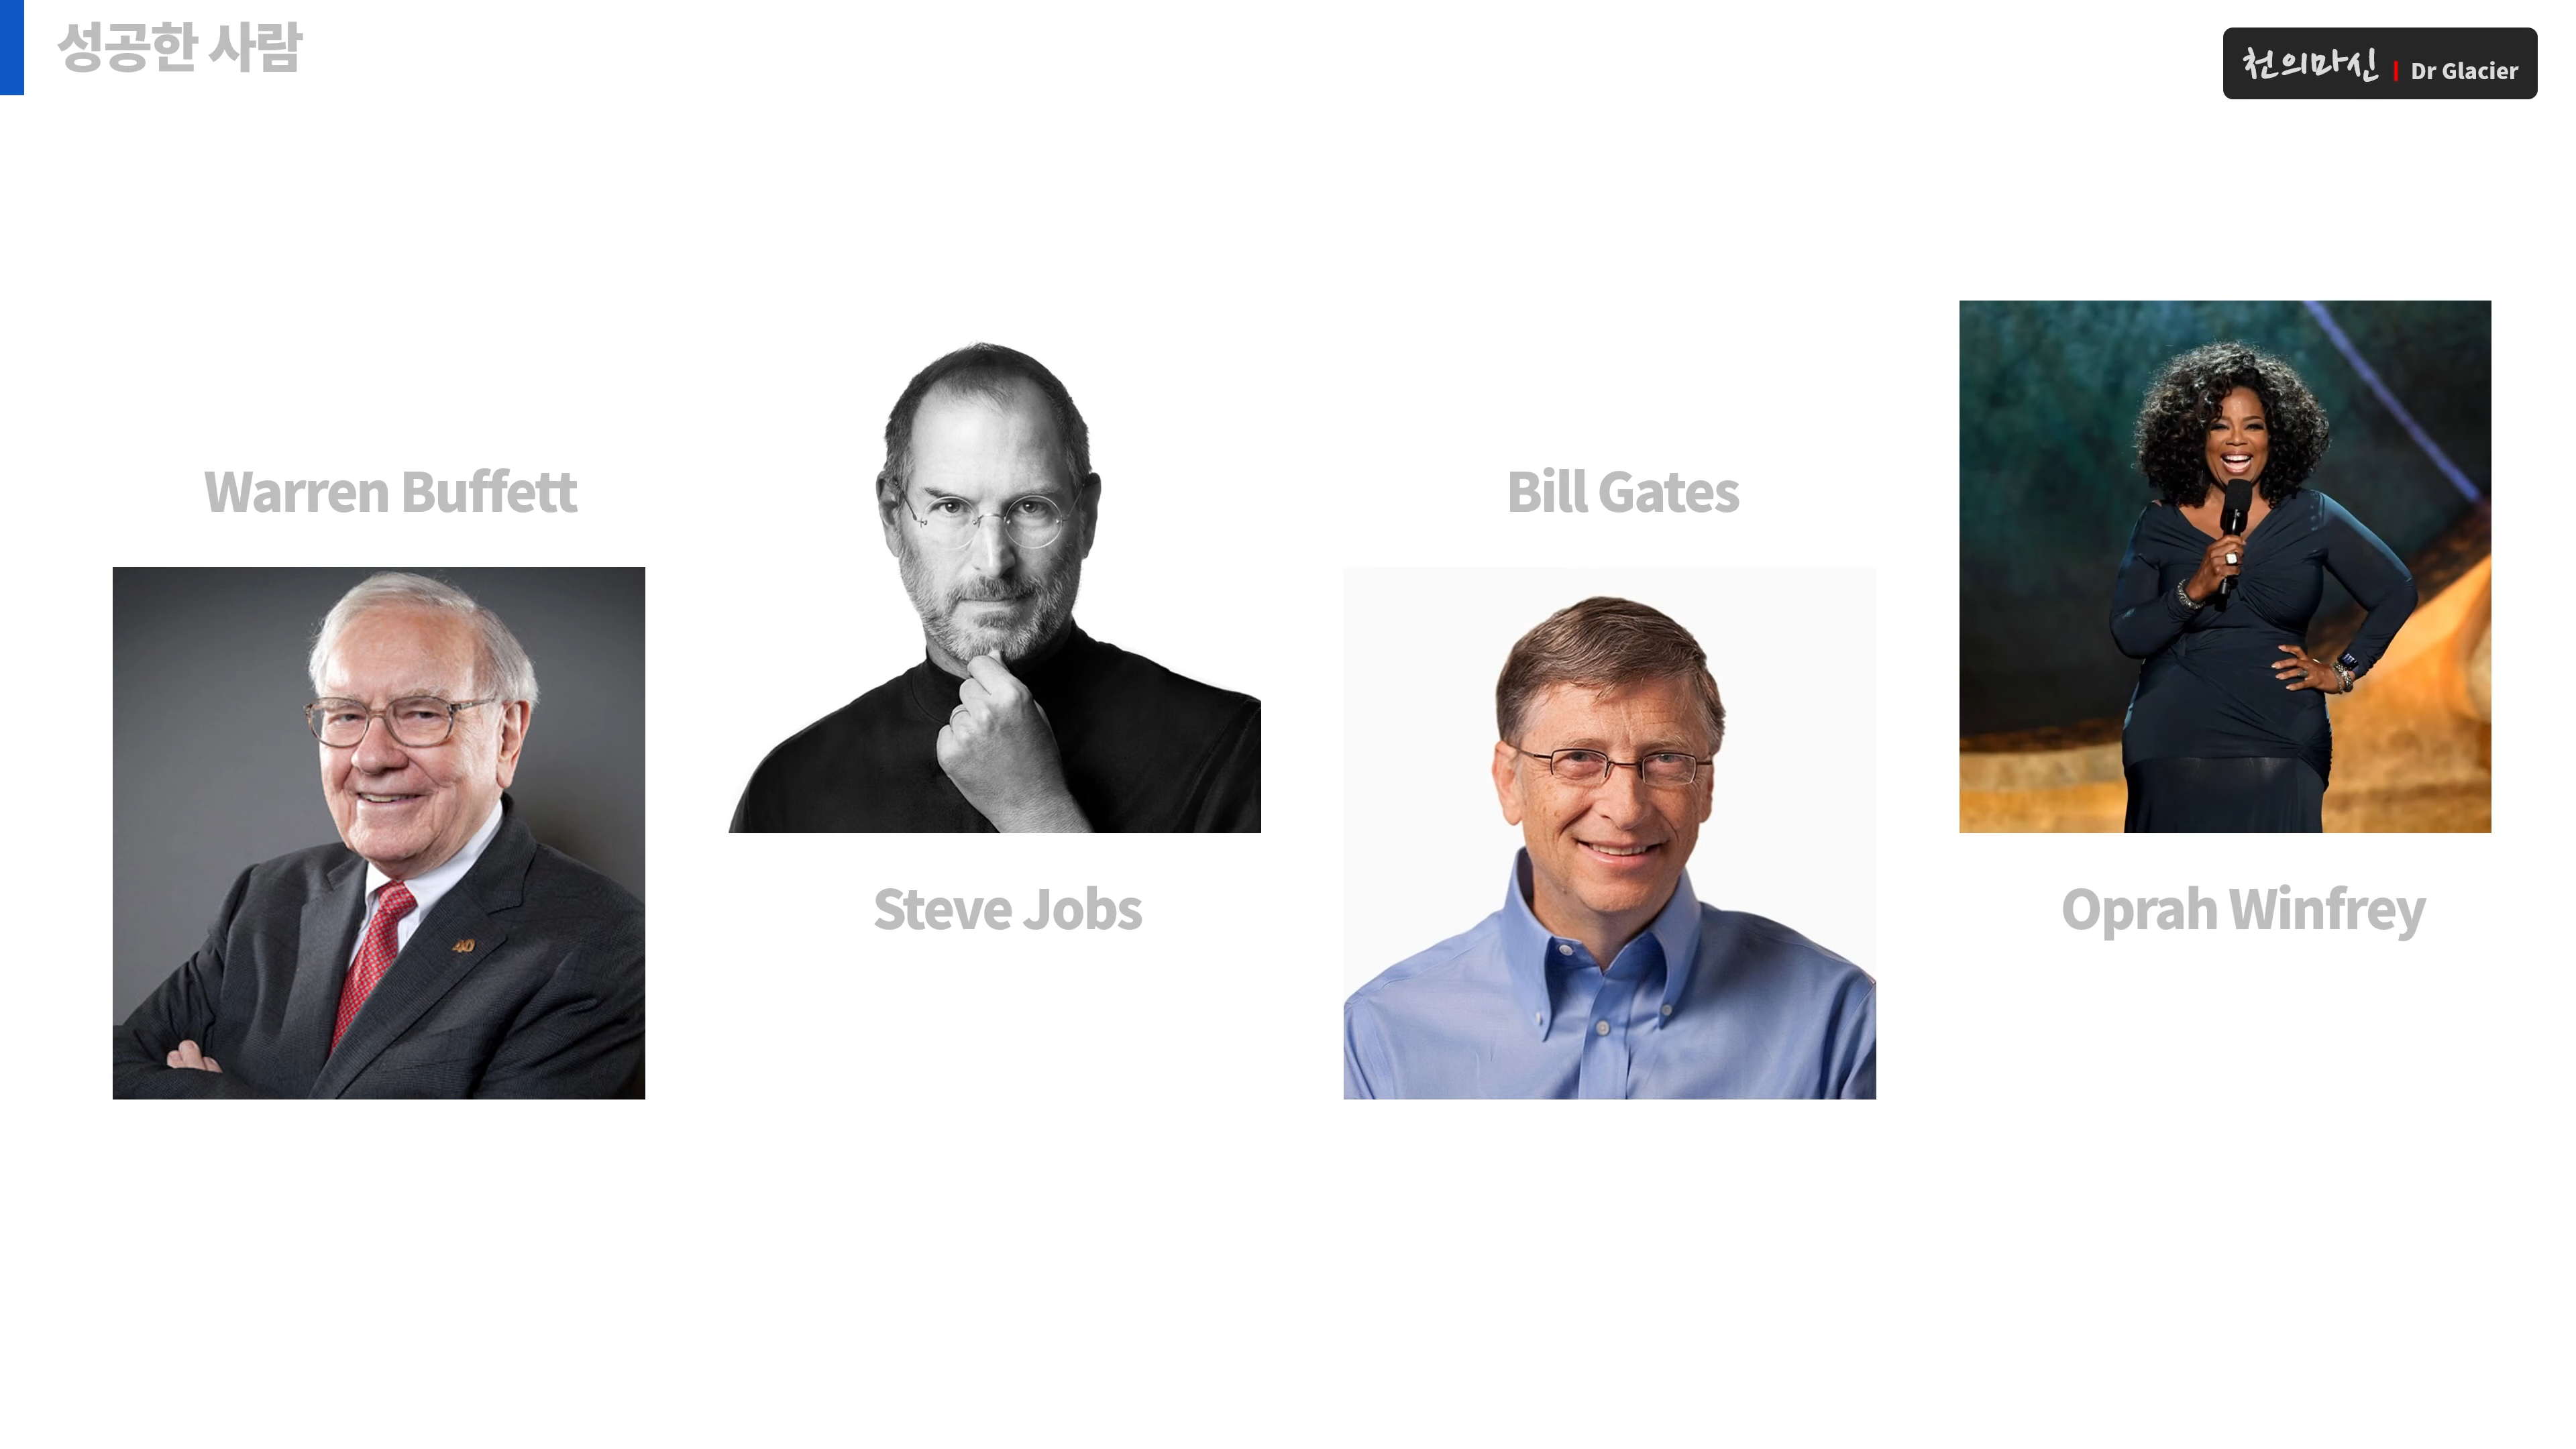 성공한 사람
천의마신 | Dr Glacier
Warren Buffett
Steve Jobs
Bill Gates
Oprah Winfrey
40